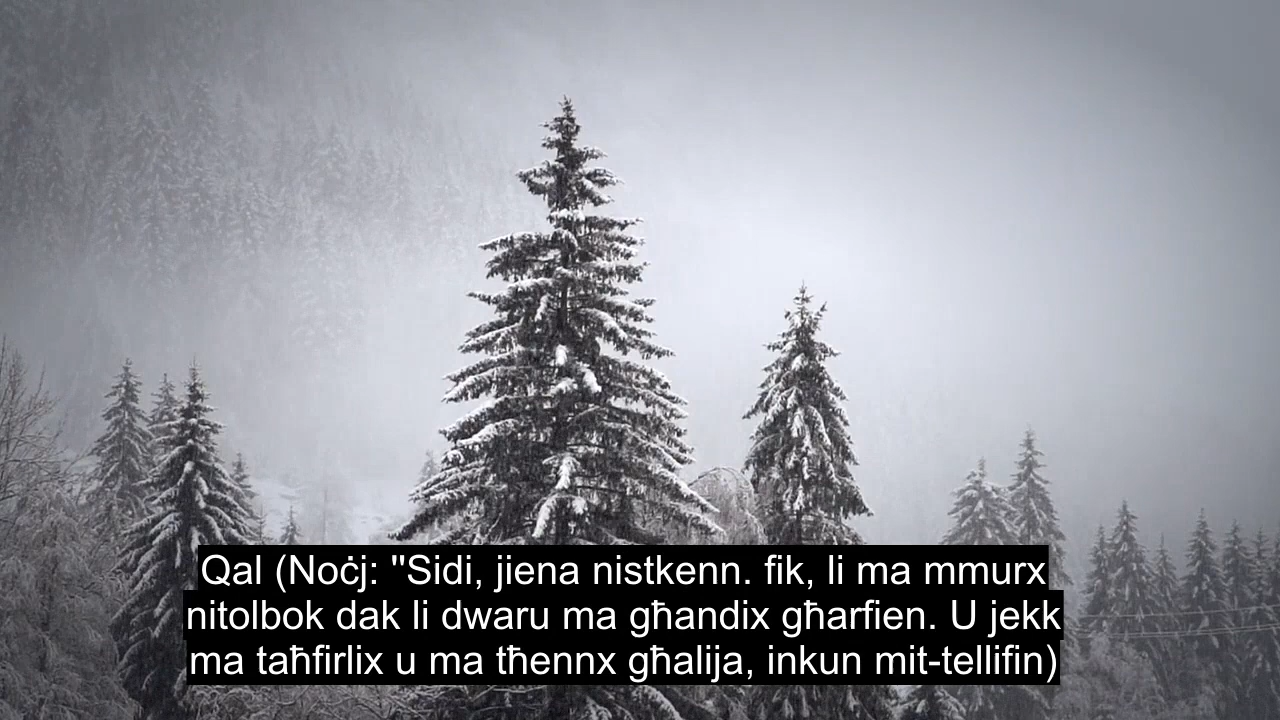 Qal (Noċj: "Sidi, jiena nistkenn. fik, li ma mmurx
nitolbok dak li dwaru ma għandix għarfien. U jekk
ma taħfirlix u ma tħennx għalija, inkun mit-tellifin)